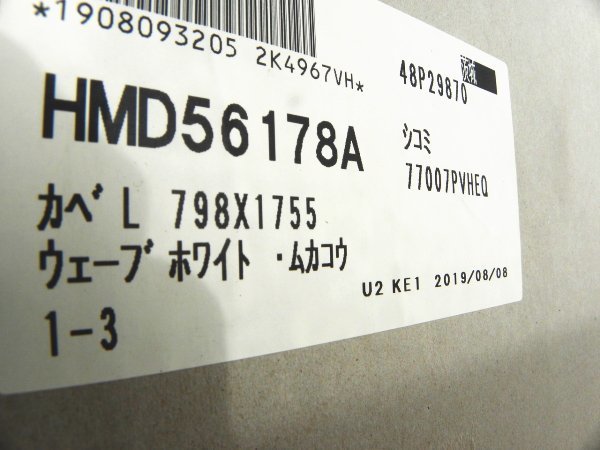 *1908093205 2K4967VH*
48P29870
HMD56178A
シコミ
77007PVHEQ
カベL 798X1755
ウェーブホワイト・ムカコウ
U2 KE1 2019/08/08
1-3